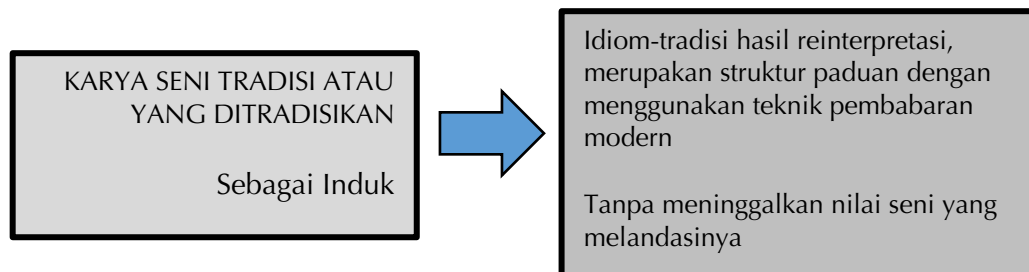 KARYA SENI TRADISI ATAU
YANG DITRADISIKAN
Sebagai Induk
Idiom-tradisi hasil reinterpretasi,
merupakan struktur paduan dengan
menggunakan teknik pembabaran
modern
Tanpa meninggalkan nilai seni yang
melandasinya